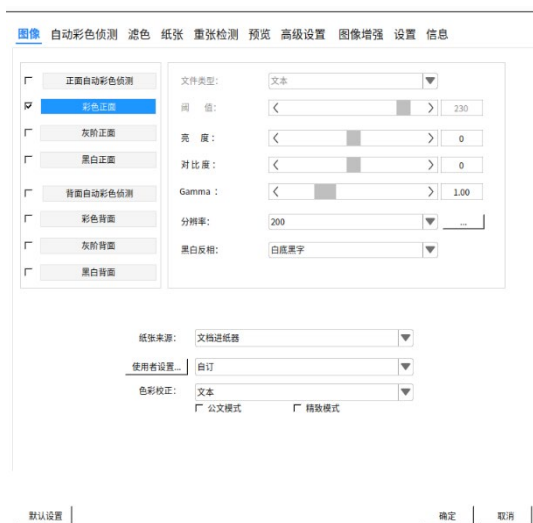 图像 自动彩色侦测 滤色 纸张 重张检测 预览 高级设置 图像增强 设置 信息
正面自动彩色侦测
彩色正面
灰阶正面
黑白正面
背面自动彩色侦测
彩色背面
灰阶背面
黑白背面
文件类型: 文本
阈 值: 230
亮 度: 0
对比度: 0
Gamma : 1.00
分辨率: 200 ...
黑白反相: 白底黑字
纸张来源: 文档进纸器
使用者设置... 自订
色彩校正: 文本
公文模式 精致模式
默认设置 确定 取消